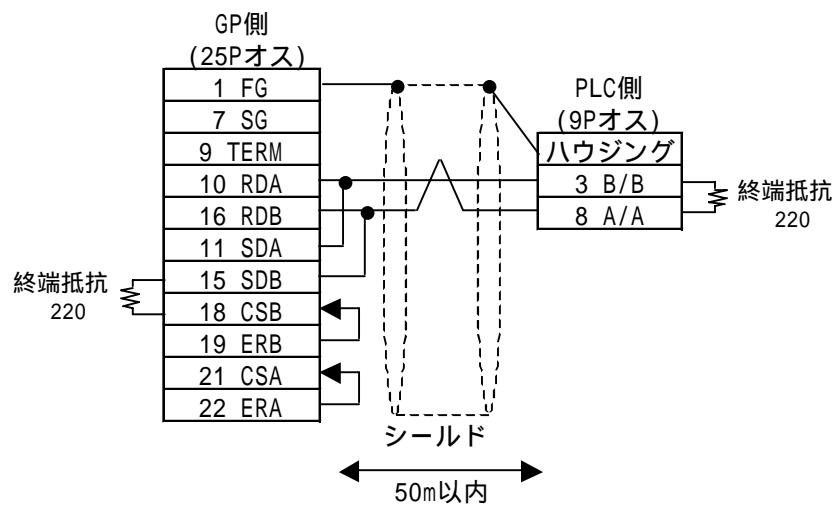 GP側
(25Pオス)
1 FG
7 SG
9 TERM
10 RDA
16 RDB
11 SDA
15 SDB
18 CSB
19 ERB
21 CSA
22 ERA
終端抵抗
220
シールド
50m以内
PLC側
(9Pオス)
ハウジング
3 B/B
8 A/A
終端抵抗
220